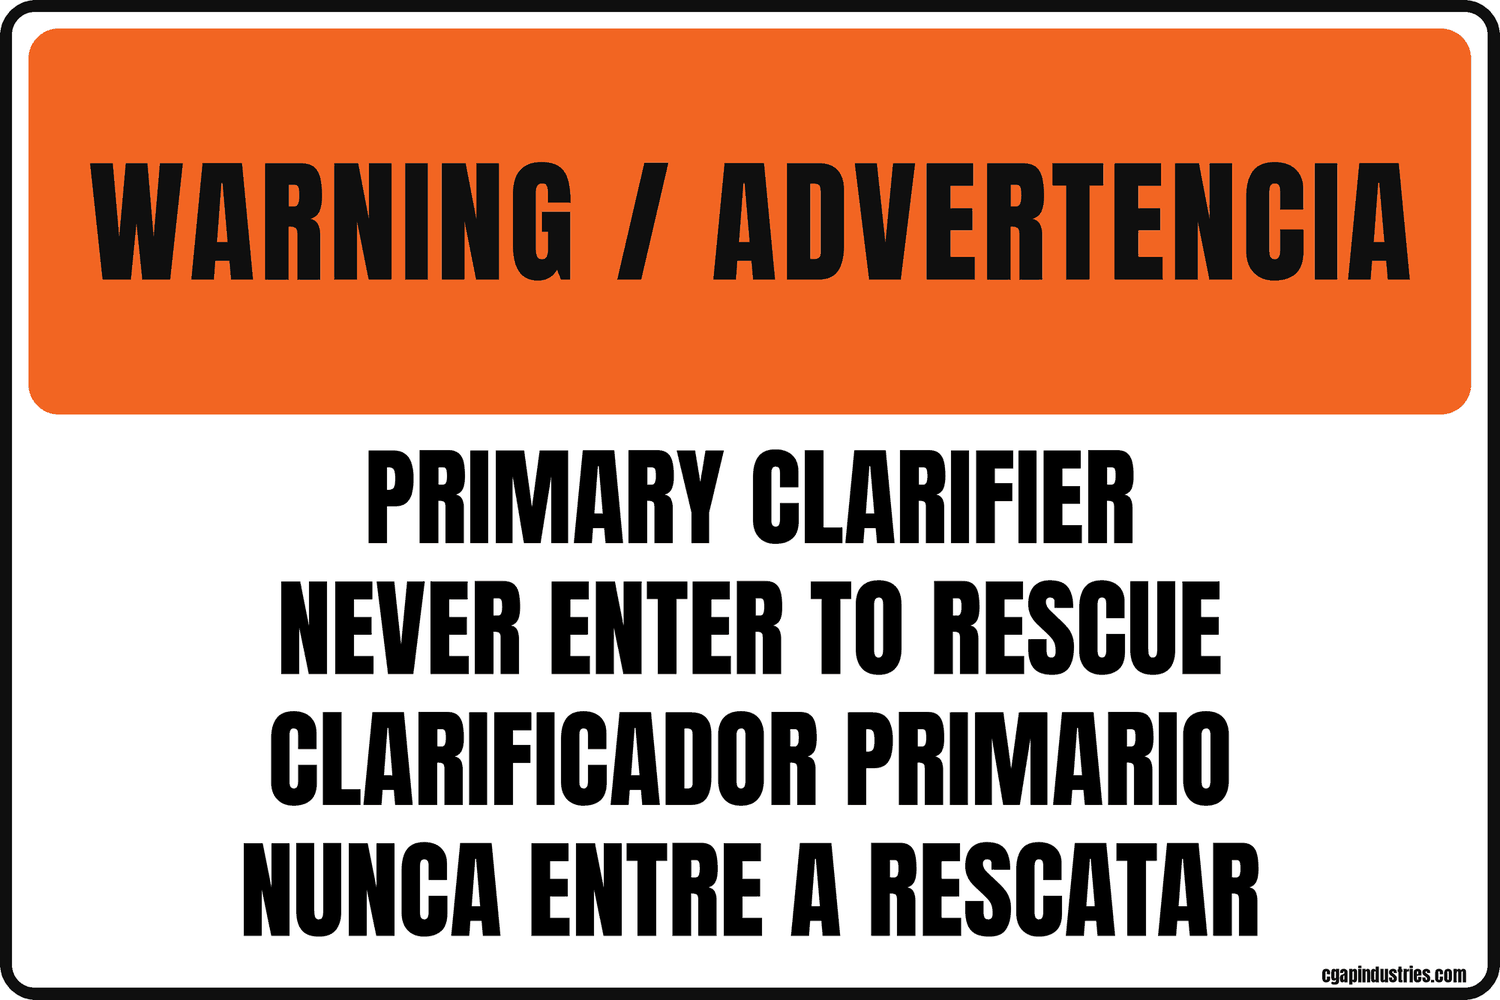 WARNING / ADVERTENCIA
PRIMARY CLARIFIER
NEVER ENTER TO RESCUE
CLARIFICADOR PRIMARIO
NUNCA ENTRE A RESCATAR
cgapindustries.com